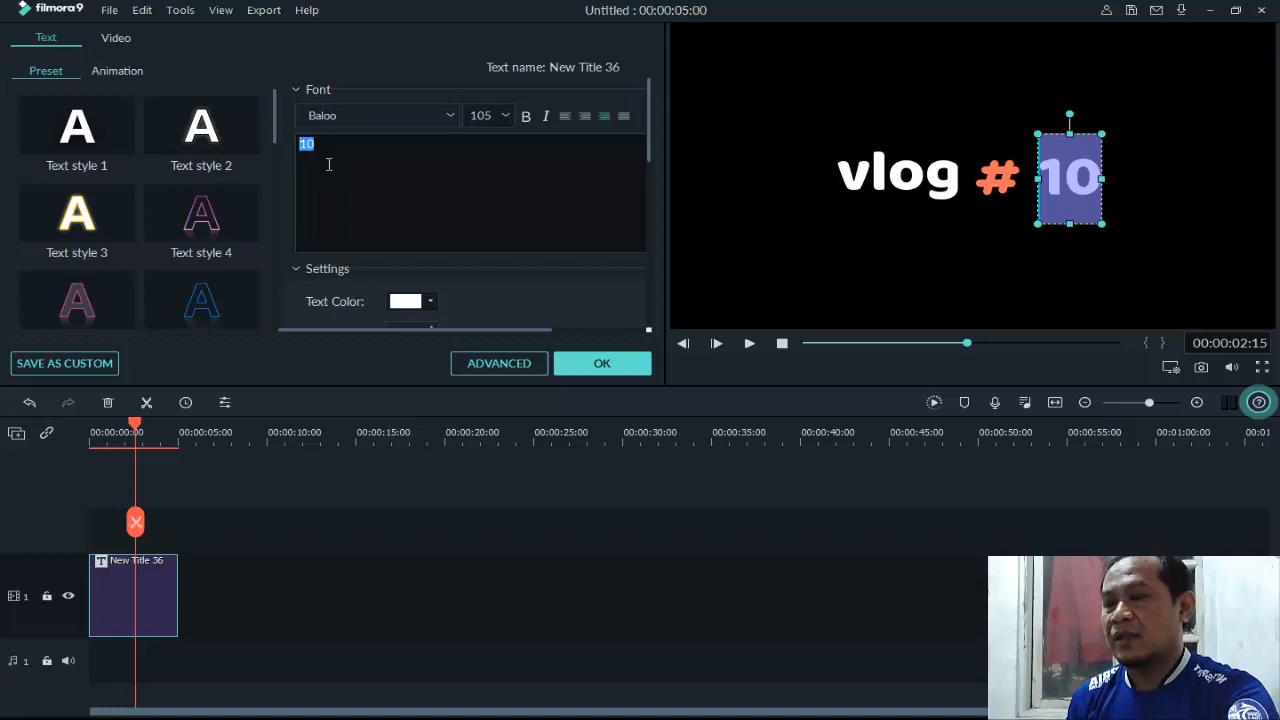 filmora9 File Edit Tools View Export Help Untitled : 00:00:05:00
Text Video
Preset Animation Text name: New Title 36
Font
Baloo 105 B I
A A
Text style 1 Text style 2
10
A A
Text style 3 Text style 4
A A
Settings
Text Color:
SAVE AS CUSTOM ADVANCED OK
vlog # 10
{ } 00:00:02:15
00:00:00:00 00:00:05:00 00:00:10:00 00:00:15:00 00:00:20:00 00:00:25:00 00:00:30:00 00:00:35:00 00:00:40:00 00:00:45:00 00:00:50:00 00:00:55:00 00:01:00:00 00:01
T New Title 36
1
1